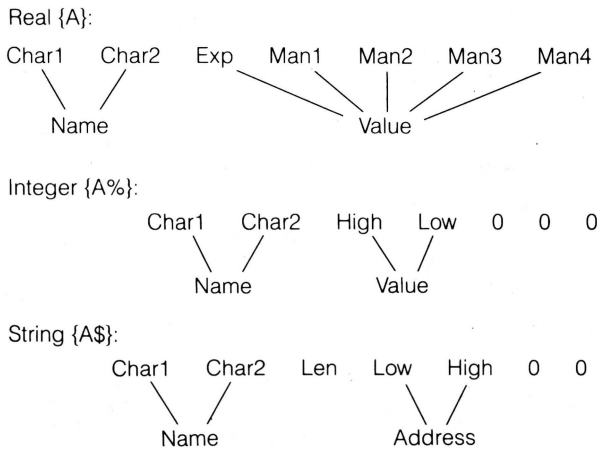 Real {A}:
Char1 Char2 Exp Man1 Man2 Man3 Man4
Name Value
Integer {A%}:
Char1 Char2 High Low 0 0 0
Name Value
String {A$}:
Char1 Char2 Len Low High 0 0
Name Address